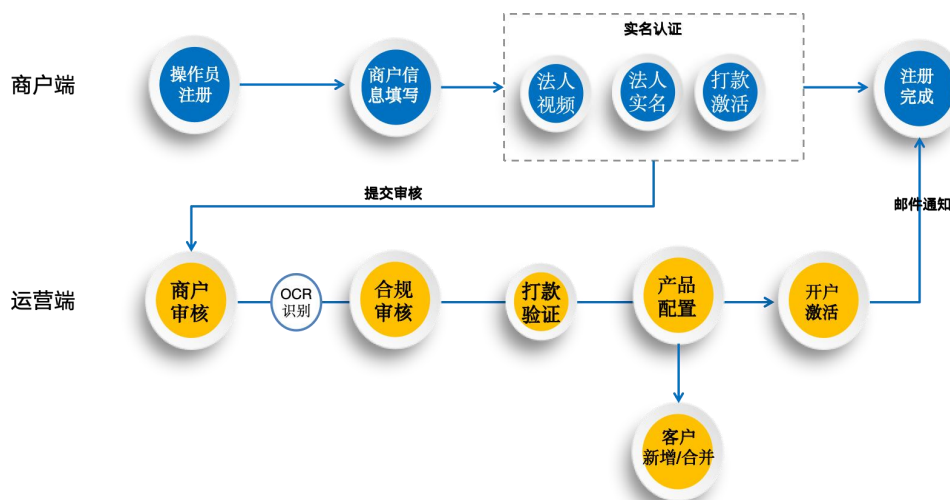 实名认证
商户端
操作员
注册
商户信
息填写
法人
视频
法人
实名
打款
激活
注册
完成
提交审核
邮件通知
运营端
商户
审核
OCR
识别
合规
审核
打款
验证
产品
配置
开户
激活
客户
新增/合并